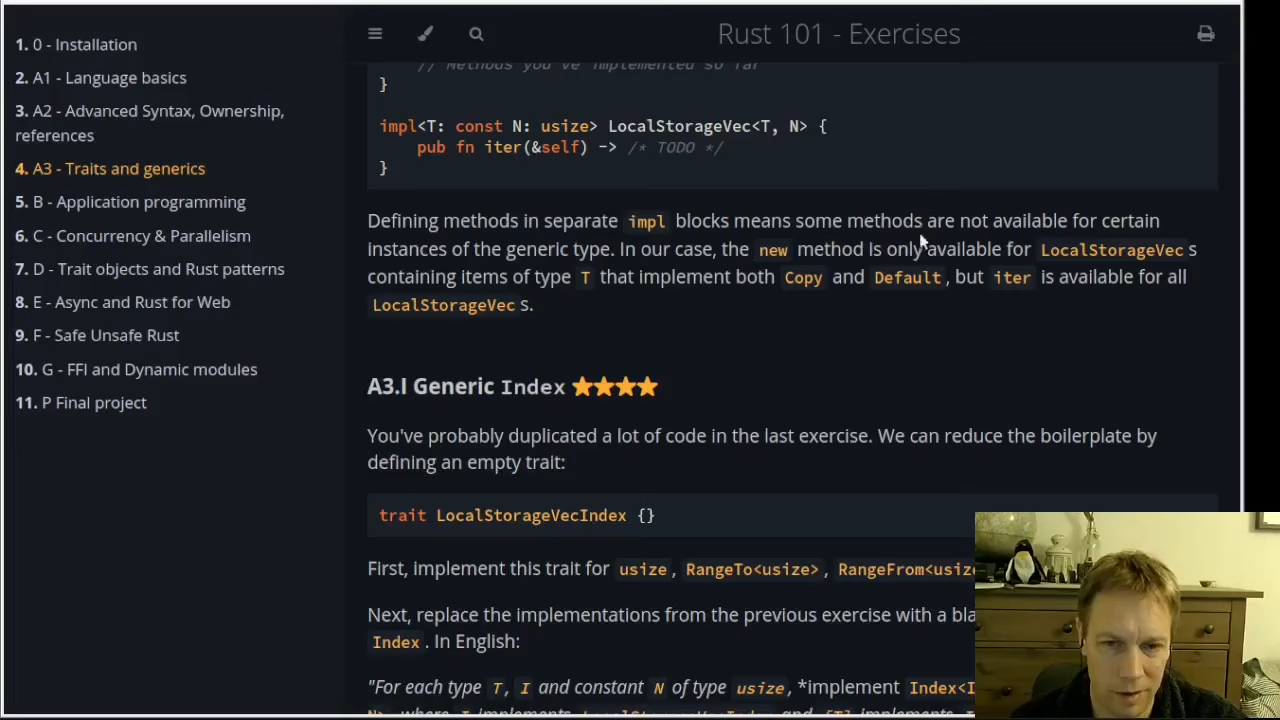 1. 0 - Installation
2. A1 - Language basics
3. A2 - Advanced Syntax, Ownership,
references
4. A3 - Traits and generics
5. B - Application programming
6. C - Concurrency & Parallelism
7. D - Trait objects and Rust patterns
8. E - Async and Rust for Web
9. F - Safe Unsafe Rust
10. G - FFI and Dynamic modules
11. P Final project
Rust 101 - Exercises
// Methods you've implemented so far
}
impl<T: const N: usize> LocalStorageVec<T, N> {
pub fn iter(&self) -> /* TODO */
}
Defining methods in separate impl blocks means some methods are not available for certain
instances of the generic type. In our case, the new method is only available for LocalStorageVec s
containing items of type T that implement both Copy and Default, but iter is available for all
LocalStorageVec s.
A3.I Generic Index ⭐⭐⭐⭐
You've probably duplicated a lot of code in the last exercise. We can reduce the boilerplate by
defining an empty trait:
trait LocalStorageVecIndex {}
First, implement this trait for usize, RangeTo<usize>, RangeFrom<usiz
Next, replace the implementations from the previous exercise with a bla
Index. In English:
"For each type T, I and constant N of type usize, *implement Index<I
N>, where I implements LocalStorageVecIndex and [T] implements I